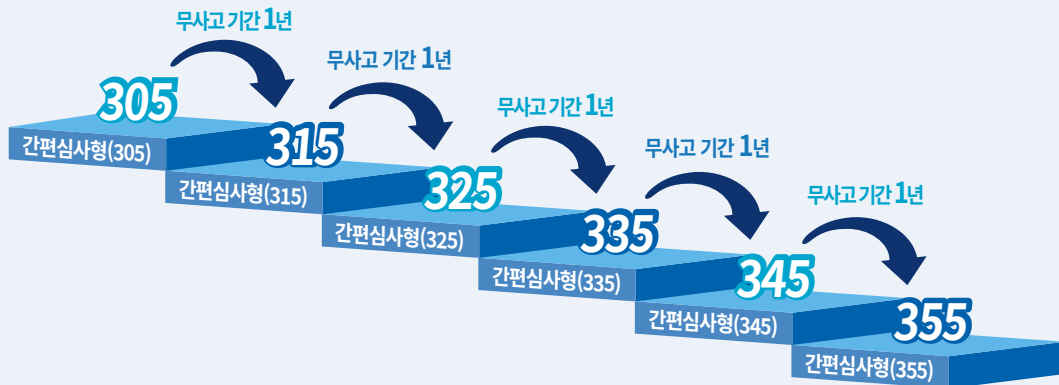 무사고 기간 1년
무사고 기간 1년
무사고 기간 1년
무사고 기간 1년
무사고 기간 1년
305
간편심사형(305)
315
간편심사형(315)
325
간편심사형(325)
335
간편심사형(335)
345
간편심사형(345)
355
간편심사형(355)